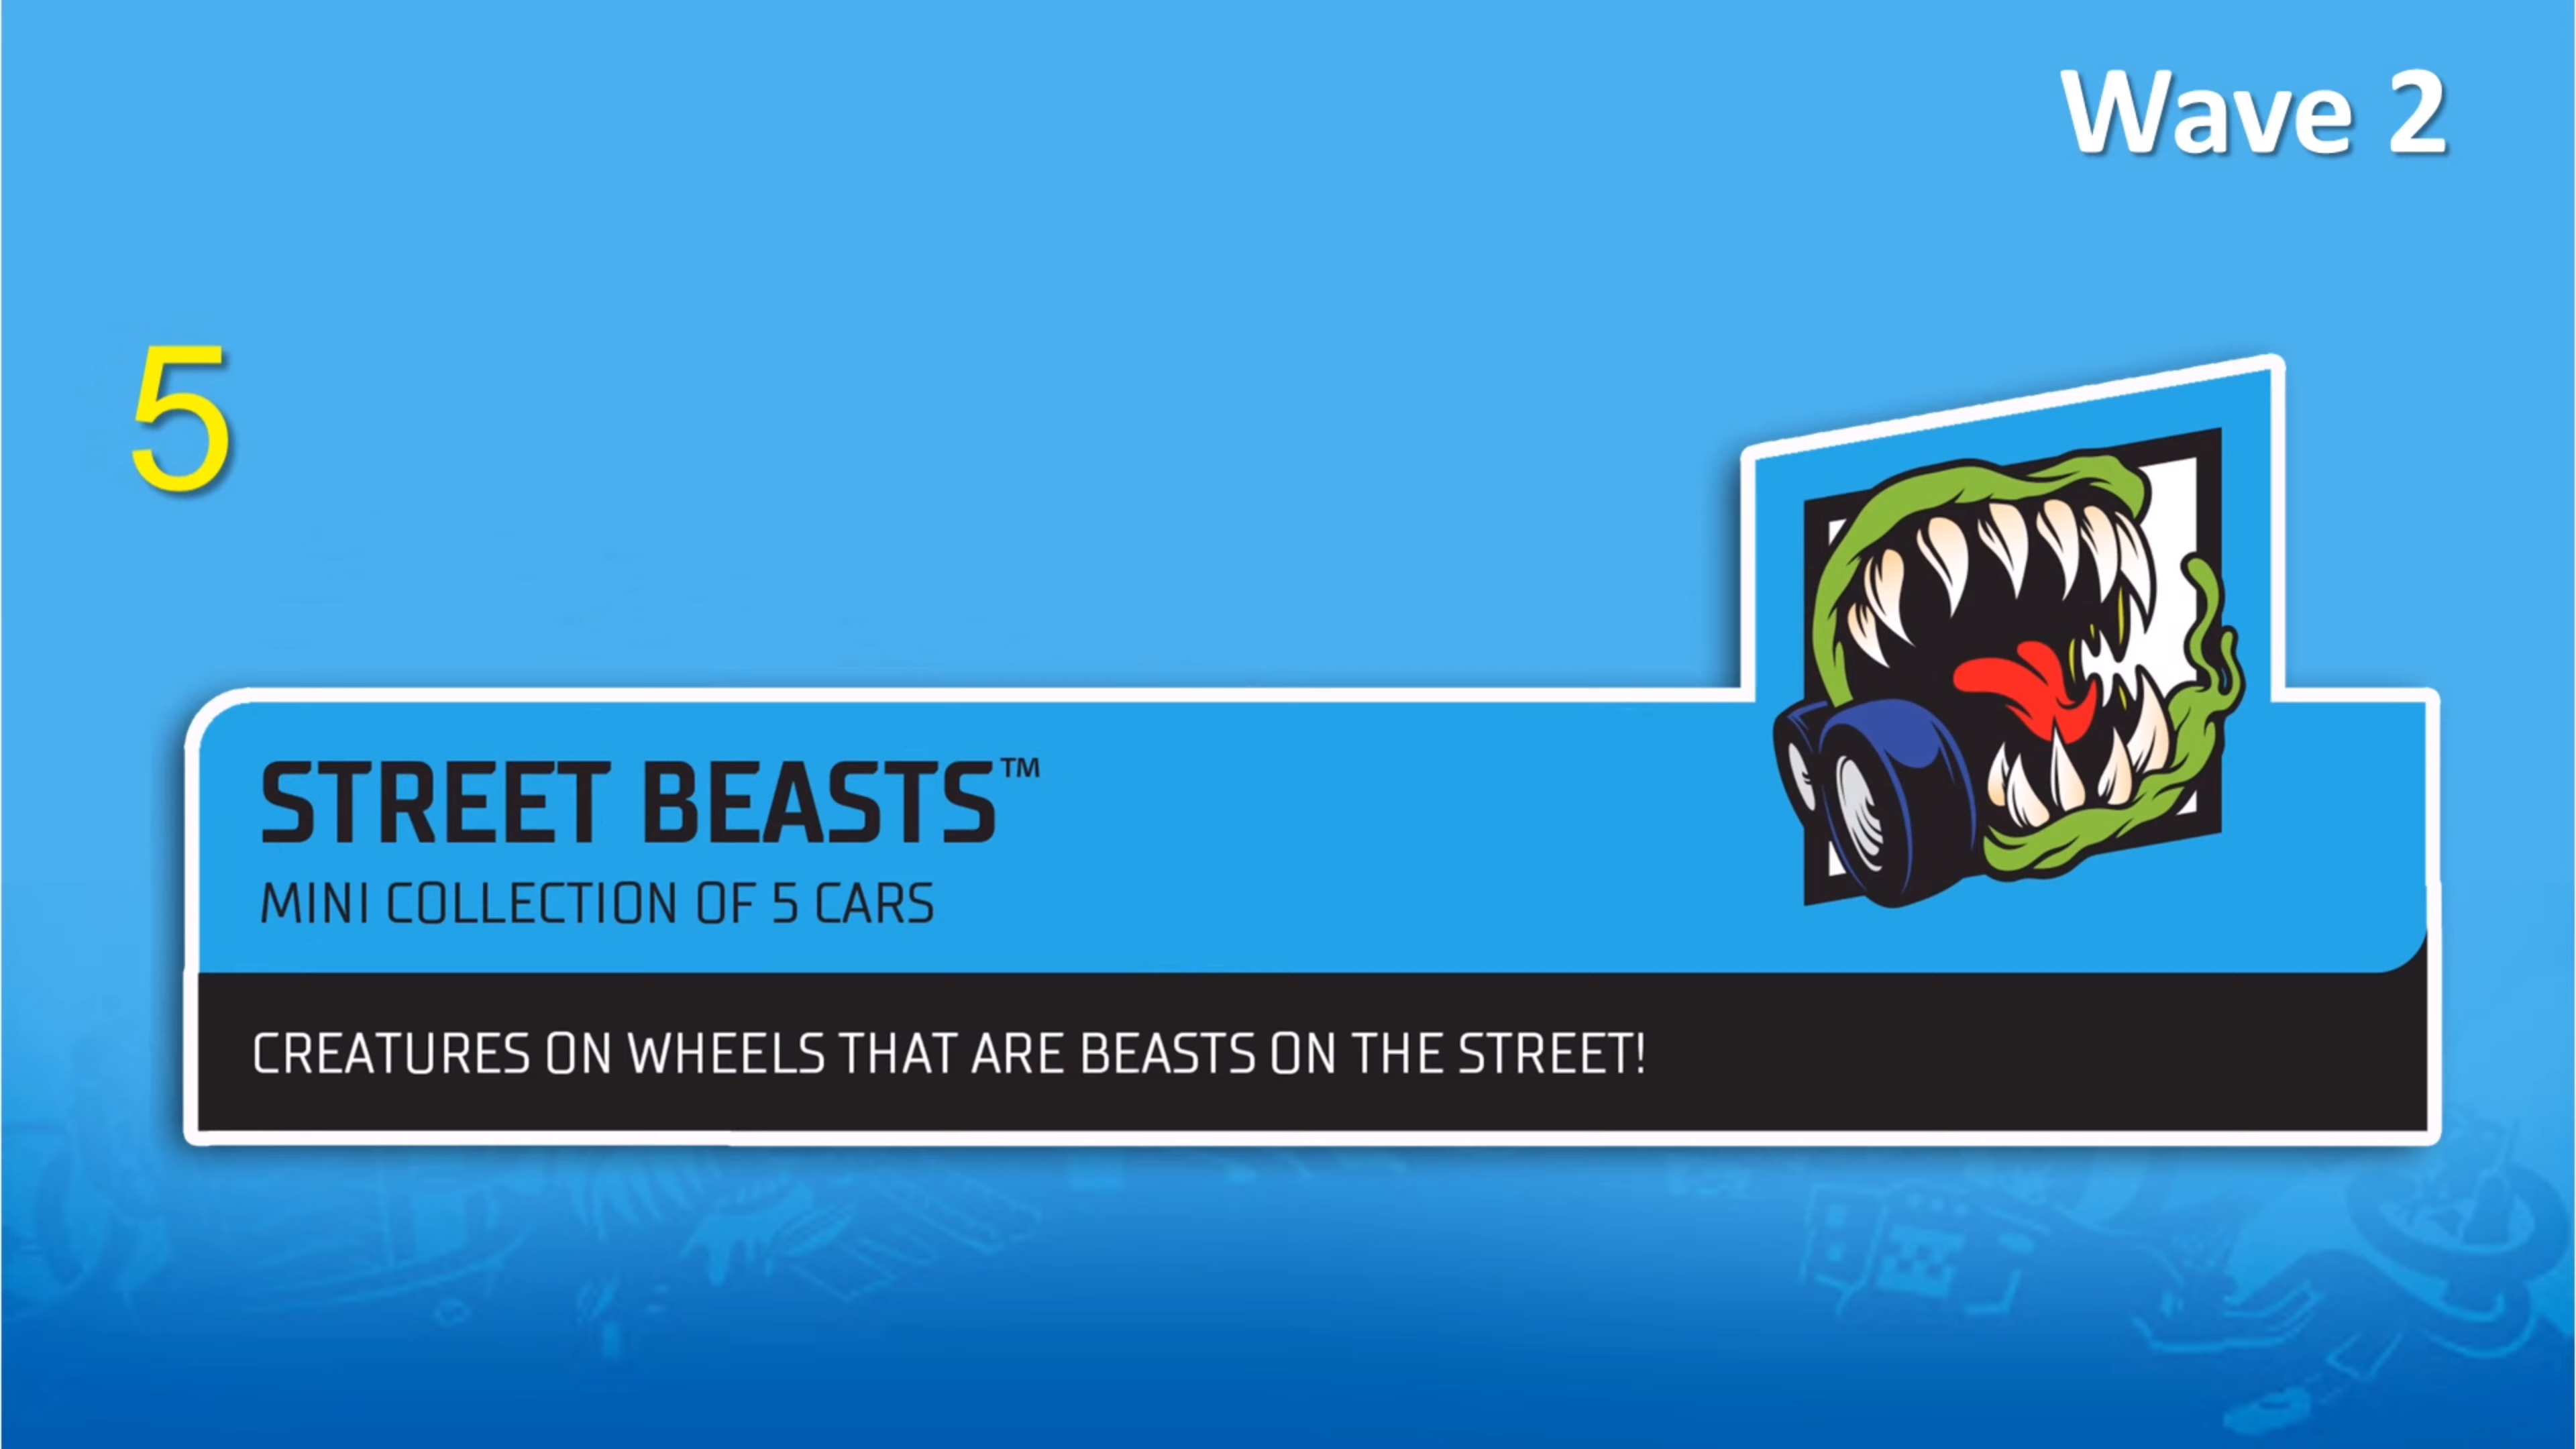 Wave 2
5
STREET BEASTS™
MINI COLLECTION OF 5 CARS
CREATURES ON WHEELS THAT ARE BEASTS ON THE STREET!